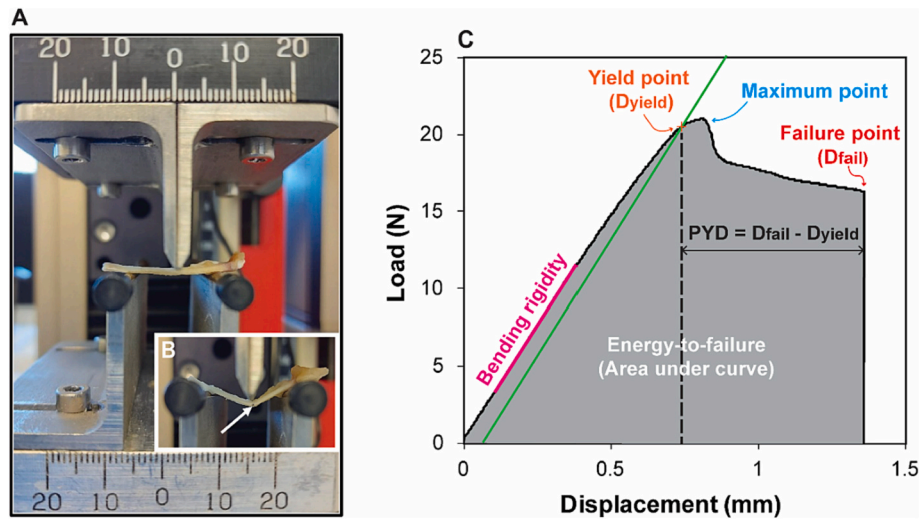 A
20 10 0 10 20
B
20 10 0 10 20
C
25
20
15
10
5
0
Load (N)
0 0.5 1 1.5
Displacement (mm)
Yield point
(Dyield)
Maximum point
Failure point
(Dfail)
PYD = Dfail - Dyield
Bending rigidity
Energy-to-failure
(Area under curve)